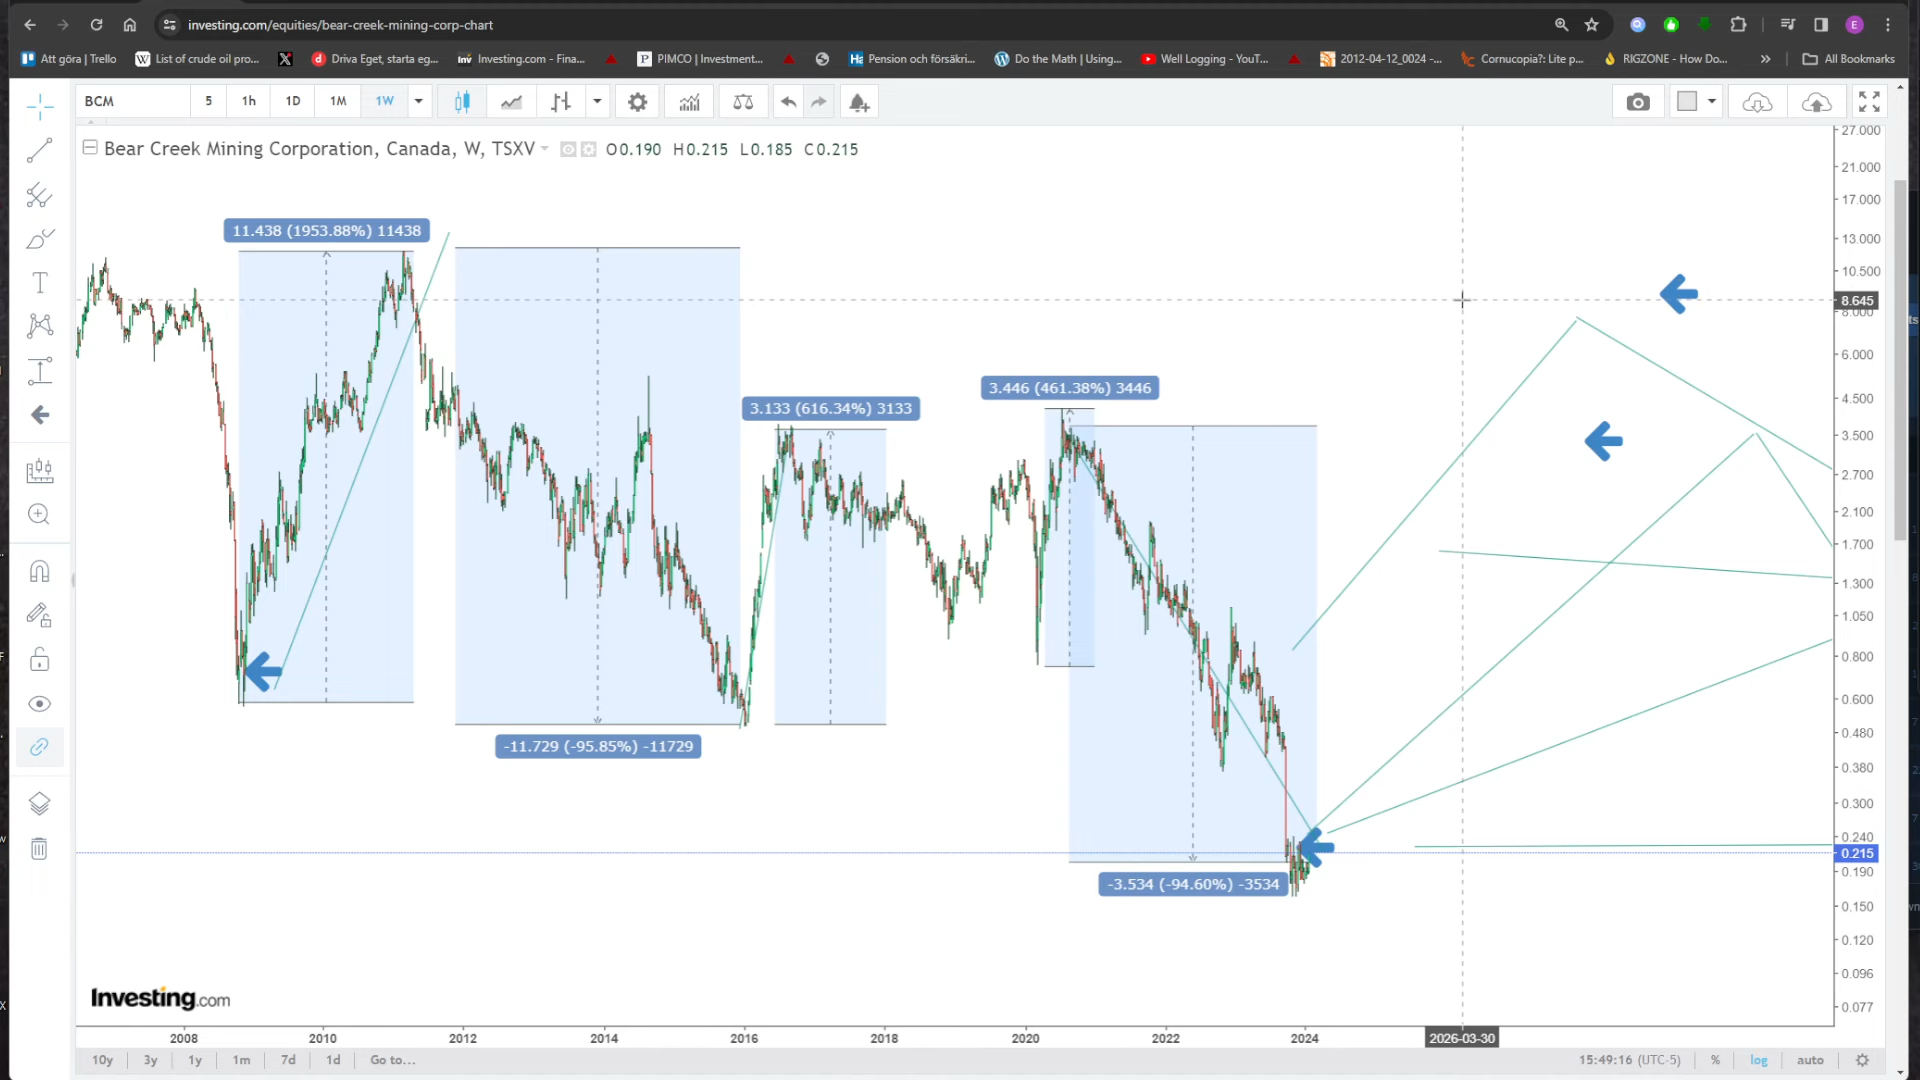 investing.com/equities/bear-creek-mining-corp-chart
Att göra | Trello
List of crude oil pro...
Driva Eget, starta eg...
Investing.com - Fina...
PIMCO | Investment...
Pension och försäkri...
Do the Math | Using...
Well Logging - YouT...
2012-04-12_0024 -...
Cornucopia?: Lite p...
RIGZONE - How Do...
All Bookmarks
BCM
5
1h
1D
1M
1W
Bear Creek Mining Corporation, Canada, W, TSXV
O0.190 H0.215 L0.185 C0.215
11.438 (1953.88%) 11438
-11.729 (-95.85%) -11729
3.133 (616.34%) 3133
3.446 (461.38%) 3446
-3.534 (-94.60%) -3534
27.000
21.000
17.000
13.000
10.500
8.645
8.000
6.000
4.500
3.500
2.700
2.100
1.700
1.300
1.050
0.800
0.600
0.480
0.380
0.300
0.240
0.215
0.190
0.150
0.120
0.096
0.077
Investing.com
2008
2010
2012
2014
2016
2018
2020
2022
2024
2026-03-30
10y
3y
1y
1m
7d
1d
Go to...
15:49:16 (UTC-5)
%
log
auto